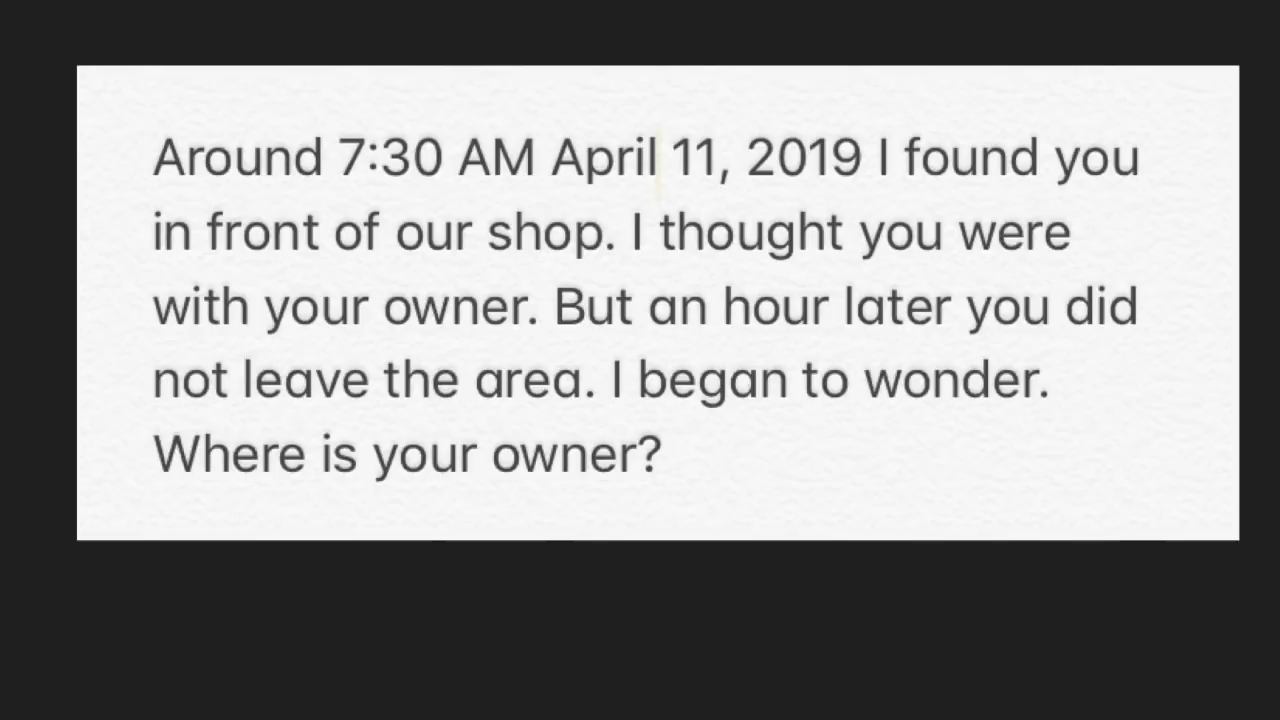 Around 7:30 AM April 11, 2019 I found you
in front of our shop. I thought you were
with your owner. But an hour later you did
not leave the area. I began to wonder.
Where is your owner?